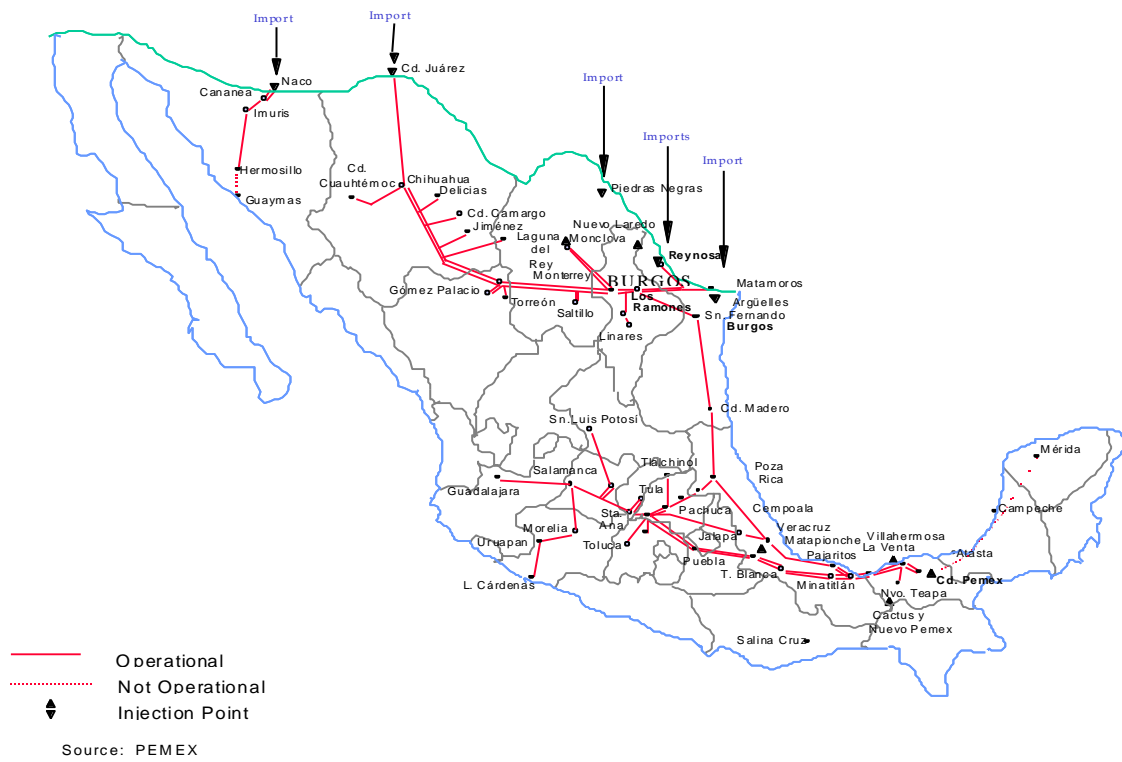 Import
Import
Import
Imports
Import
Naco
Cananea
Imuris
Hermosillo
Guaymas
Cd. Juárez
Cd.
Cuauhtémoc
Chihuahua
Delicias
Cd. Camargo
Jiménez
Laguna
del
Rey
Piedras Negras
Nuevo Laredo
Monclova
Reynosa
Monterrey
BURGOS
Matamoros
Argüelles
Gómez Palacio
Torreón
Saltillo
Los
Ramones
Linares
Sn. Fernando
Burgos
Cd. Madero
Sn. Luis Potosí
Tlalchinol
Poza
Rica
Salamanca
Guadalajara
Tula
Sta.
Ana
Pachuca
Cempoala
Morelia
Uruapan
Toluca
Jalapa
Veracruz
Matapionche
Pajaritos
Villahermosa
La Venta
Puebla
T. Blanca
Minatitlán
L. Cárdenas
Atasta
Cd. Pemex
Nvo. Teapa
Cactus y
Nuevo Pemex
Salina Cruz
Mérida
Campeche
Operational
Not Operational
Injection Point
Source: PEMEX